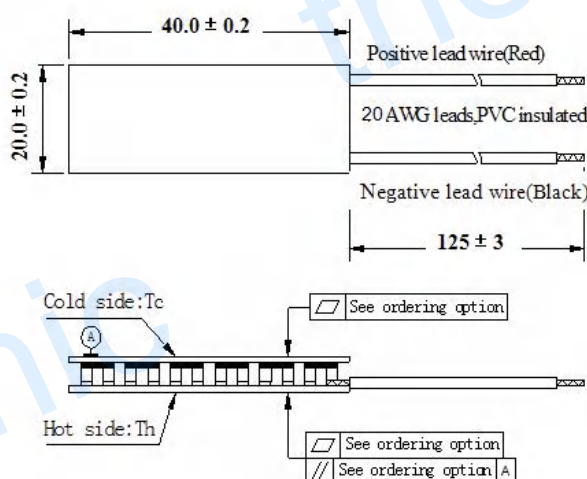 40.0 ± 0.2
Positive lead wire(Red)
20.0 ± 0.2
20 AWG leads,PVC insulated
Negative lead wire(Black)
125 ± 3
Cold side:Tc
See ordering option
A
Hot side:Th
See ordering option
// See ordering option A